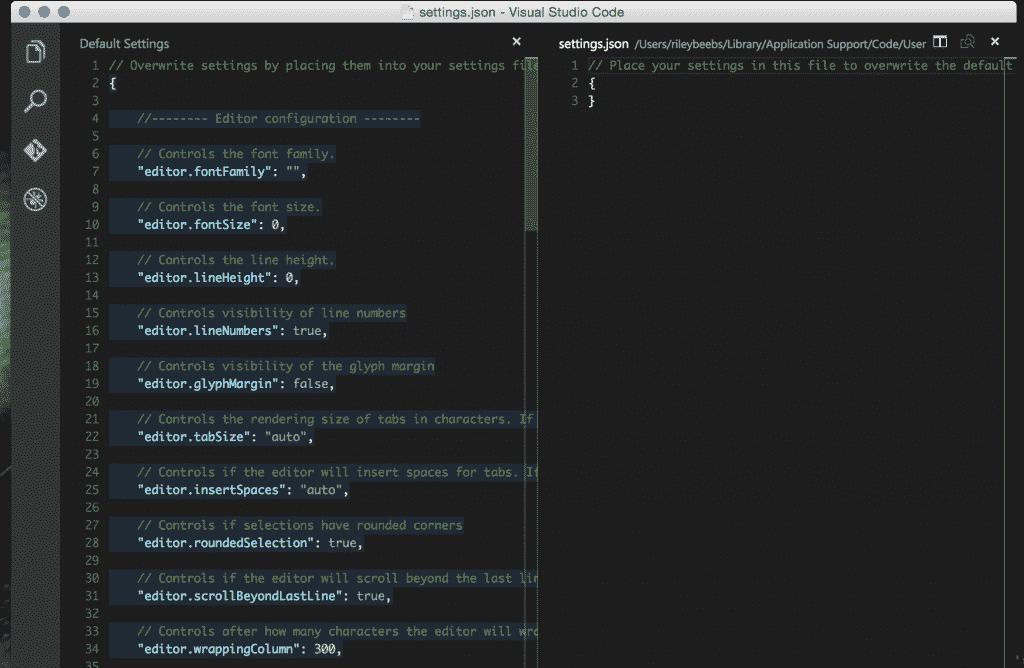 settings.json - Visual Studio Code
Default Settings
1 // Overwrite settings by placing them into your settings file
2 {
3
4 //-------- Editor configuration --------
5
6 // Controls the font family.
7 "editor.fontFamily": "",
8
9 // Controls the font size.
10 "editor.fontSize": 0,
11
12 // Controls the line height.
13 "editor.lineHeight": 0,
14
15 // Controls visibility of line numbers
16 "editor.lineNumbers": true,
17
18 // Controls visibility of the glyph margin
19 "editor.glyphMargin": false,
20
21 // Controls the rendering size of tabs in characters. If
22 "editor.tabSize": "auto",
23
24 // Controls if the editor will insert spaces for tabs. I
25 "editor.insertSpaces": "auto",
26
27 // Controls if selections have rounded corners
28 "editor.roundedSelection": true,
29
30 // Controls if the editor will scroll beyond the last li
31 "editor.scrollBeyondLastLine": true,
32
33 // Controls after how many characters the editor will wr
34 "editor.wrappingColumn": 300,
35
settings.json /Users/rileybeebs/Library/Application Support/Code/User
1 // Place your settings in this file to overwrite the default
2 {
3 }